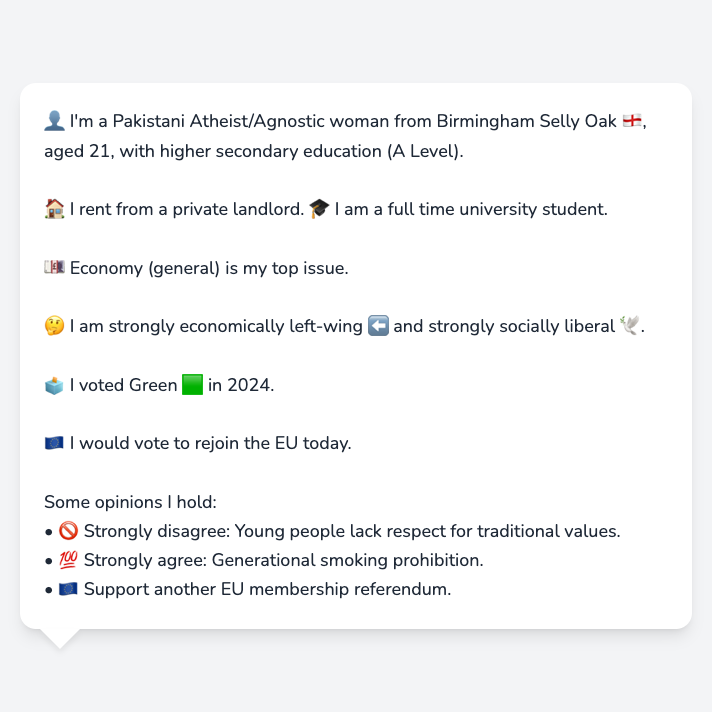 👤 I'm a Pakistani Atheist/Agnostic woman from Birmingham Selly Oak 🏴󠁧󠁢󠁥󠁮󠁧󠁿,
aged 21, with higher secondary education (A Level).
🏠 I rent from a private landlord. 🎓 I am a full time university student.
💷 Economy (general) is my top issue.
🤔 I am strongly economically left-wing ⬅️ and strongly socially liberal 🕊️.
🗳️ I voted Green 🟩 in 2024.
🇪🇺 I would vote to rejoin the EU today.
Some opinions I hold:
• 🚫 Strongly disagree: Young people lack respect for traditional values.
• 💯 Strongly agree: Generational smoking prohibition.
• 🇪🇺 Support another EU membership referendum.